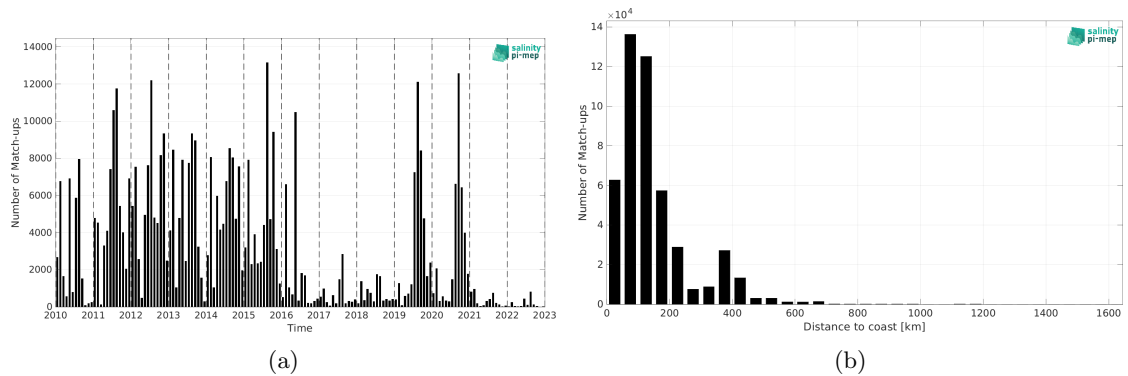 14000
12000
10000
8000
6000
4000
2000
0
Number of Match-ups
2010 2011 2012 2013 2014 2015 2016 2017 2018 2019 2020 2021 2022 2023
Time
salinity
pi-mep
(a)
×10⁴
14
12
10
8
6
4
2
0
Number of Match-ups
0 200 400 600 800 1000 1200 1400 1600
Distance to coast [km]
salinity
pi-mep
(b)